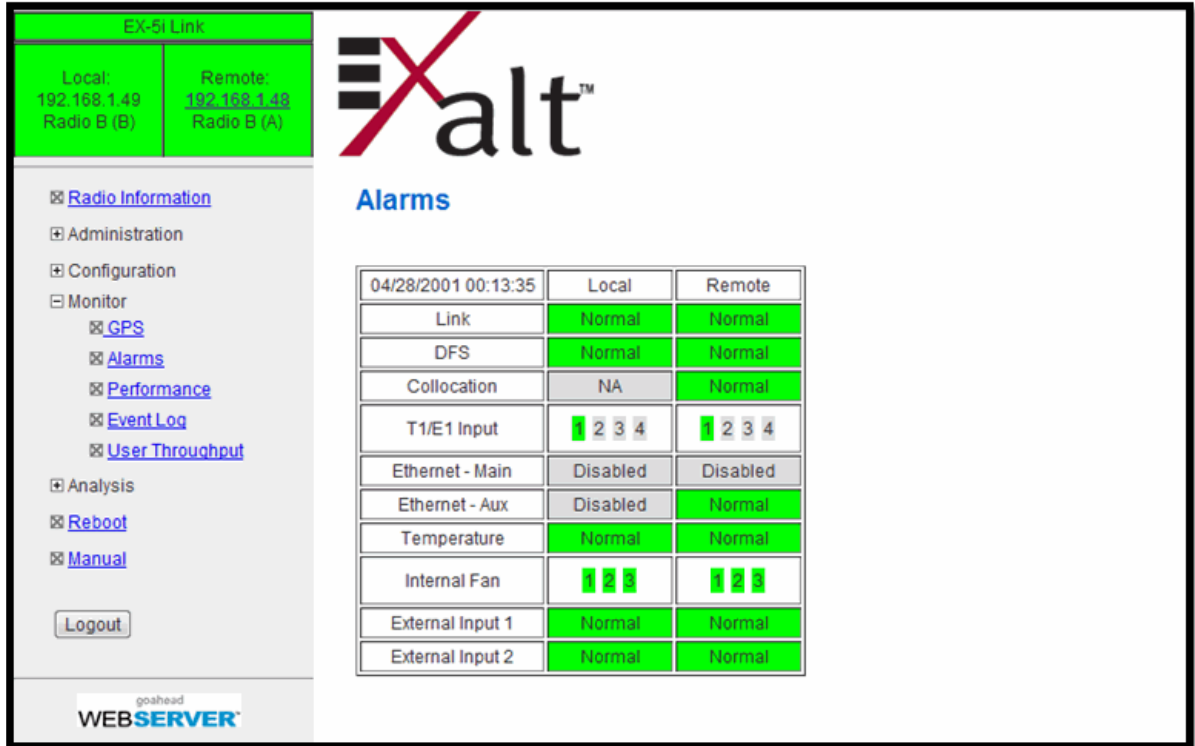 EX-5i Link
Local:
192.168.1.49
Radio B (B)
Remote:
192.168.1.48
Radio B (A)
Radio Information
Administration
Configuration
Monitor
GPS
Alarms
Performance
Event Log
User Throughput
Analysis
Reboot
Manual
Logout
goahead
WEBSERVER
EXalt™
Alarms
04/28/2001 00:13:35 Local Remote
Link Normal Normal
DFS Normal Normal
Collocation NA Normal
T1/E1 Input 1 2 3 4 1 2 3 4
Ethernet - Main Disabled Disabled
Ethernet - Aux Disabled Normal
Temperature Normal Normal
Internal Fan 1 2 3 1 2 3
External Input 1 Normal Normal
External Input 2 Normal Normal